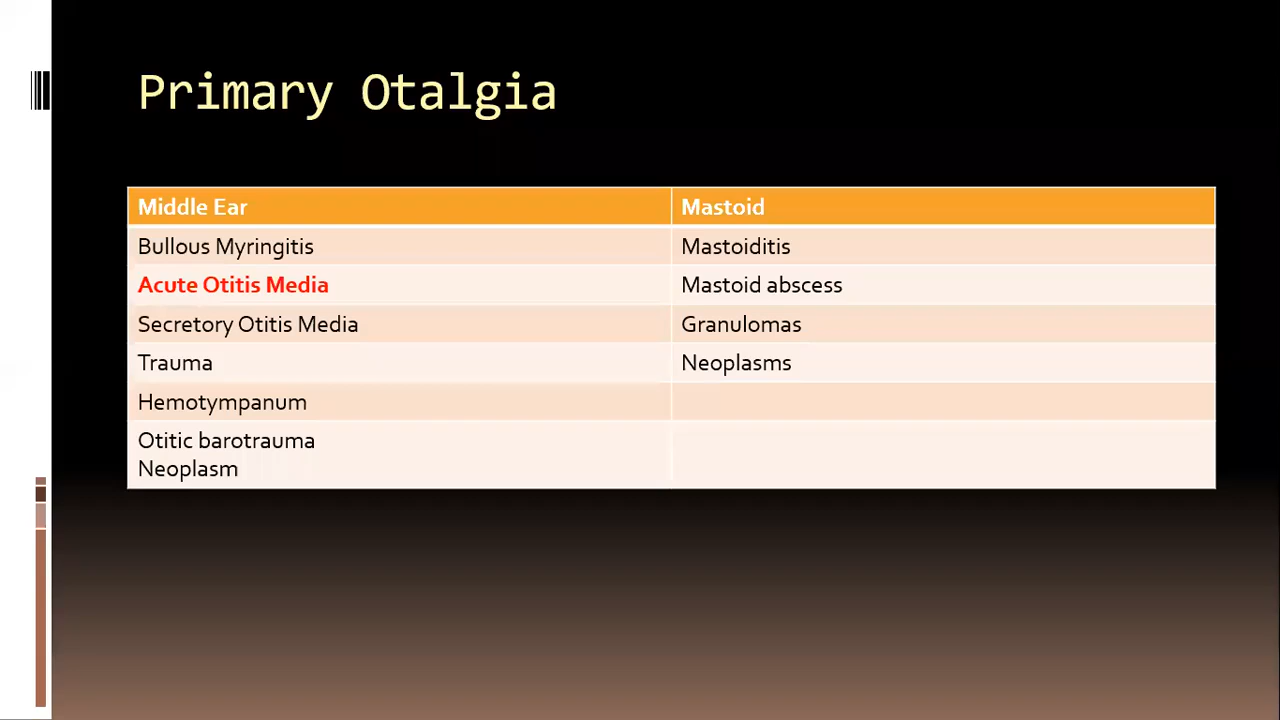 Primary Otalgia
Middle Ear Mastoid
Bullous Myringitis Mastoiditis
Acute Otitis Media Mastoid abscess
Secretory Otitis Media Granulomas
Trauma Neoplasms
Hemotympanum
Otitic barotrauma
Neoplasm